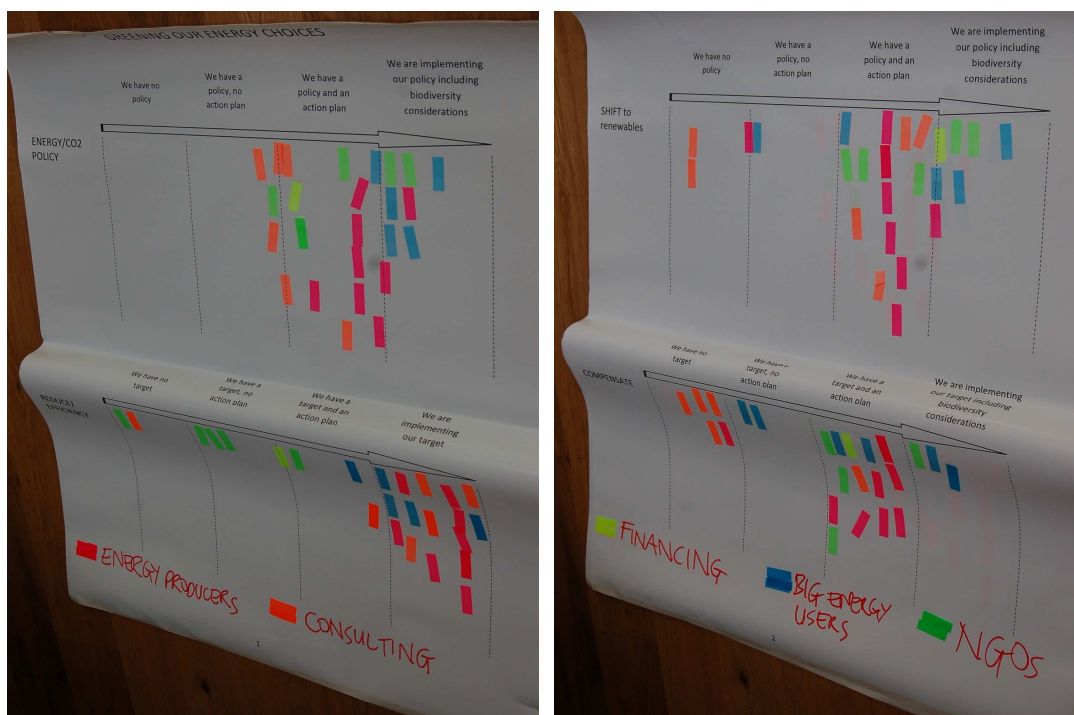 GREENING OUR ENERGY CHOICES
We have no
policy
We have a
policy, no
action plan
We have a
policy and an
action plan
We are implementing
our policy including
biodiversity
considerations
ENERGY/CO2
POLICY
We have no
target
We have a
target, no
action plan
We have a
target and an
action plan
We are
implementing
our target
REDUCE/
EFFICIENCY
ENERGY PRODUCERS
CONSULTING
1
We have no
policy
We have a
policy, no
action plan
We have a
policy and an
action plan
We are implementing
our policy including
biodiversity
considerations
SHIFT to
renewables
We have no
target
We have a
target, no
action plan
We have a
target and an
action plan
We are implementing
our target including
biodiversity
considerations
COMPENSATE
FINANCING
BIG ENERGY
USERS
NGOs
2